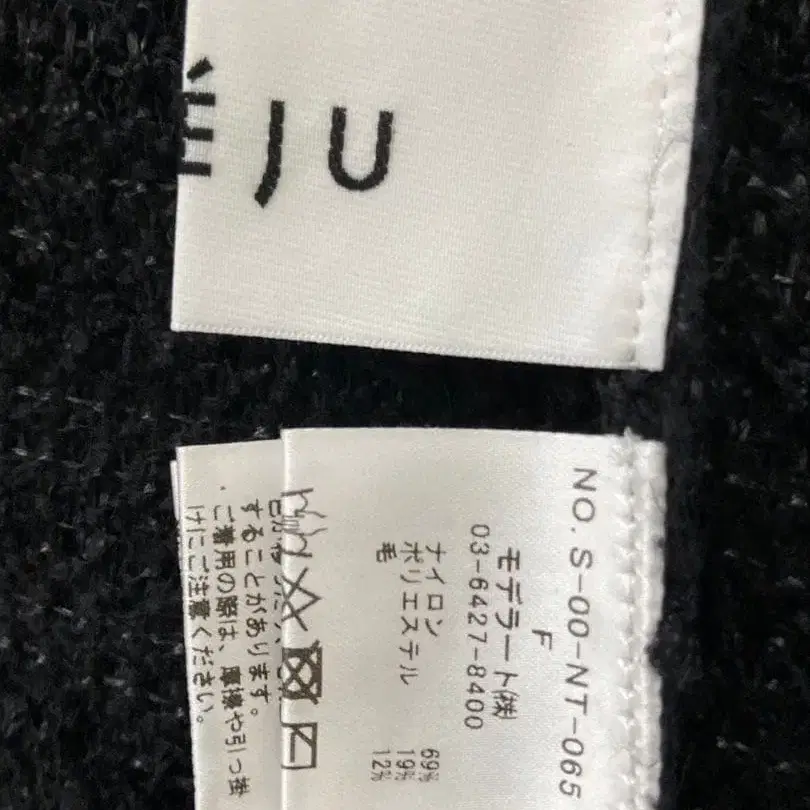 ÉJU
NO. S-00-NT-065
F
モデラート㈱
03-6427-8400
ナイロン 69%
ポリエステル 19%
毛 12%
することがあります。
・ご着用の際は、摩擦や引っ掛
けにご注意ください。